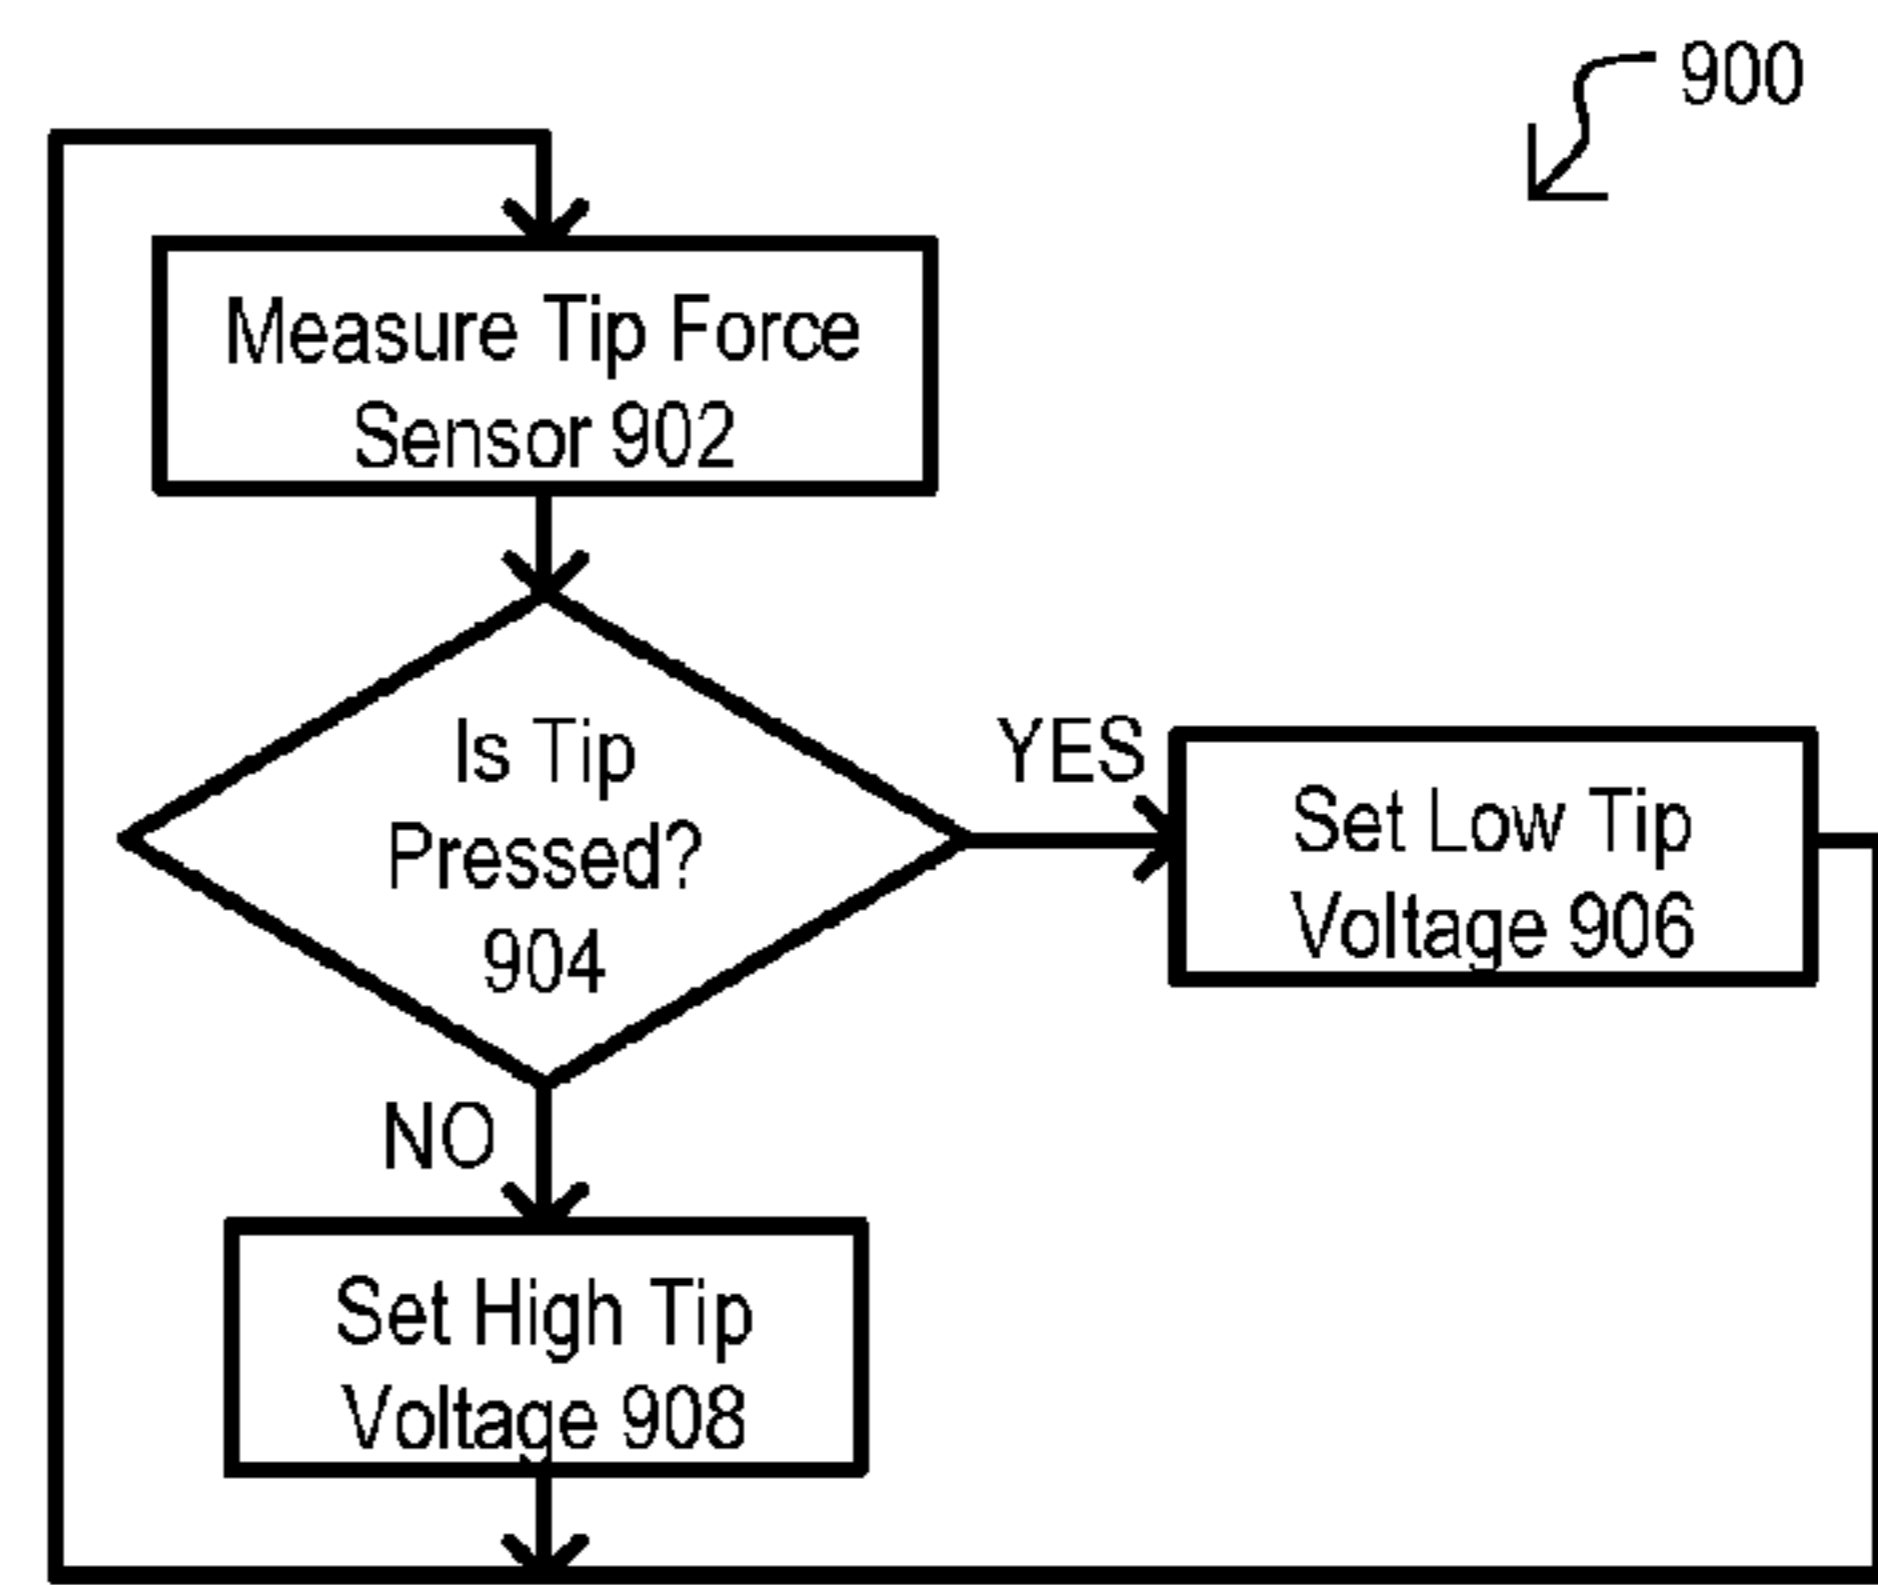 900
Measure Tip Force
Sensor 902
Is Tip
Pressed?
904
YES
Set Low Tip
Voltage 906
NO
Set High Tip
Voltage 908